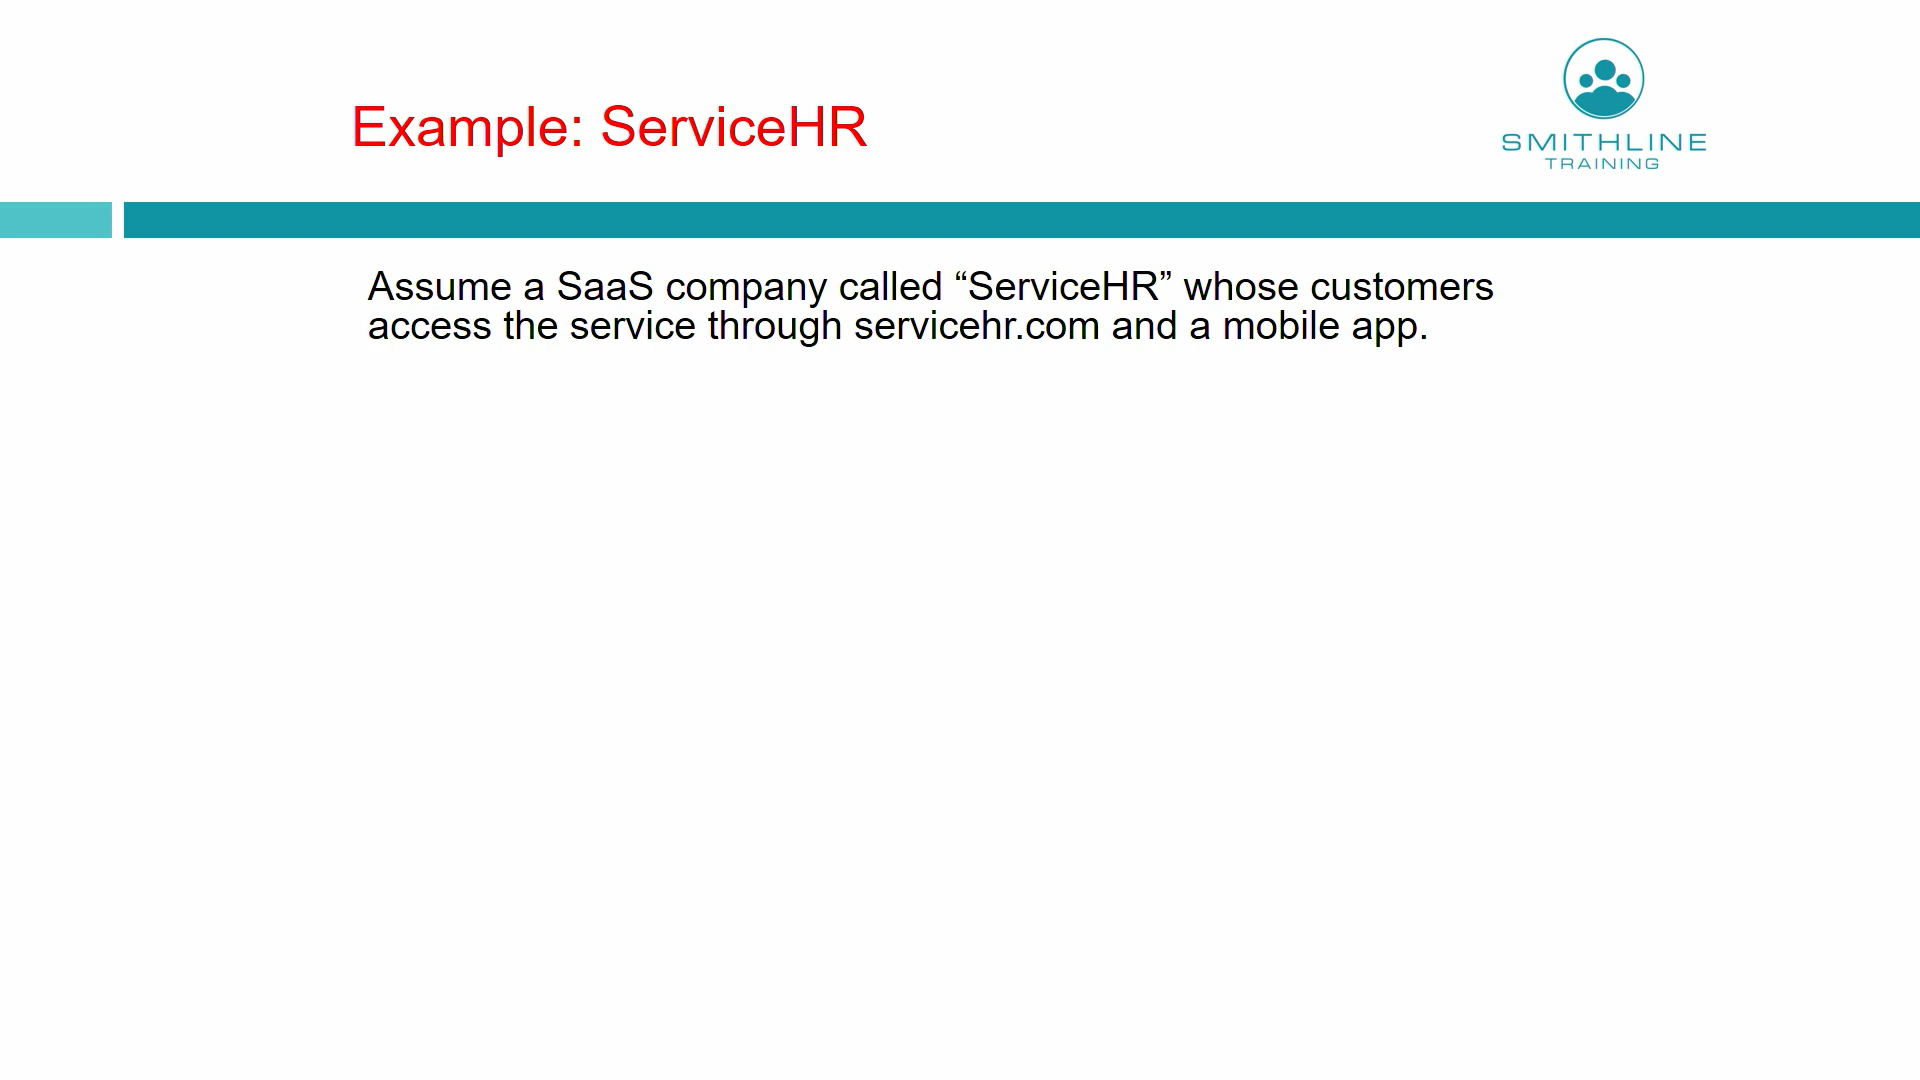 Example: ServiceHR
SMITHLINE
TRAINING
Assume a SaaS company called “ServiceHR” whose customers
access the service through servicehr.com and a mobile app.